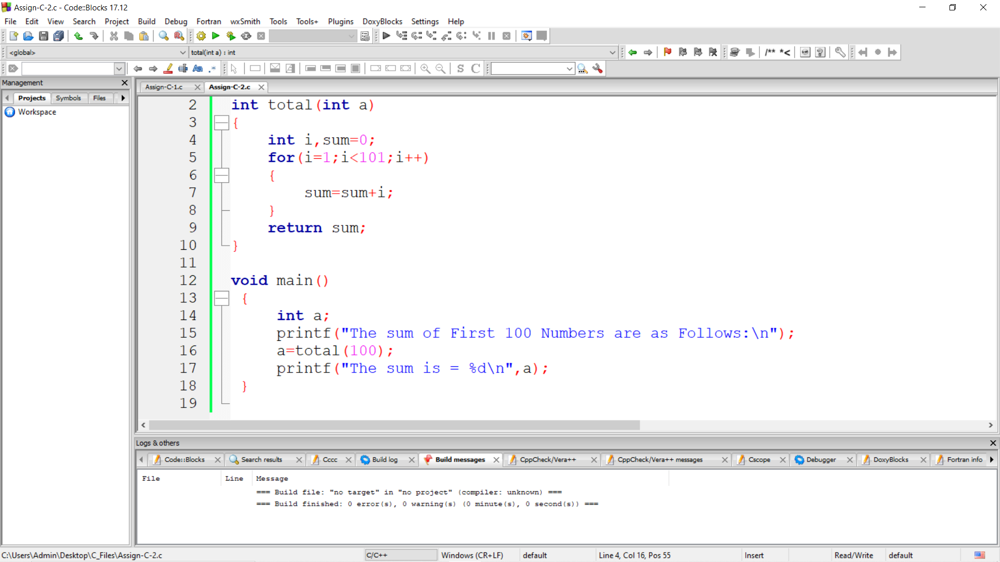 Assign-C-2.c - Code::Blocks 17.12
File Edit View Search Project Build Debug Fortran wxSmith Tools Tools+ Plugins DoxyBlocks Settings Help
<global> total(int a) : int
/** *<
Aa .* S C
Management
Projects Symbols Files
Workspace
Assign-C-1.c Assign-C-2.c
2 int total(int a)
3 {
4 int i,sum=0;
5 for(i=1;i<101;i++)
6 {
7 sum=sum+i;
8 }
9 return sum;
10 }
11
12 void main()
13 {
14 int a;
15 printf("The sum of First 100 Numbers are as Follows:\n");
16 a=total(100);
17 printf("The sum is = %d\n",a);
18 }
19
Logs & others
Code::Blocks Search results Cccc Build log Build messages CppCheck/Vera++ CppCheck/Vera++ messages Cscope Debugger DoxyBlocks Fortran info
File Line Message
=== Build file: "no target" in "no project" (compiler: unknown) ===
=== Build finished: 0 error(s), 0 warning(s) (0 minute(s), 0 second(s)) ===
C:\Users\Admin\Desktop\C_Files\Assign-C-2.c C/C++ Windows (CR+LF) default Line 4, Col 16, Pos 55 Insert Read/Write default